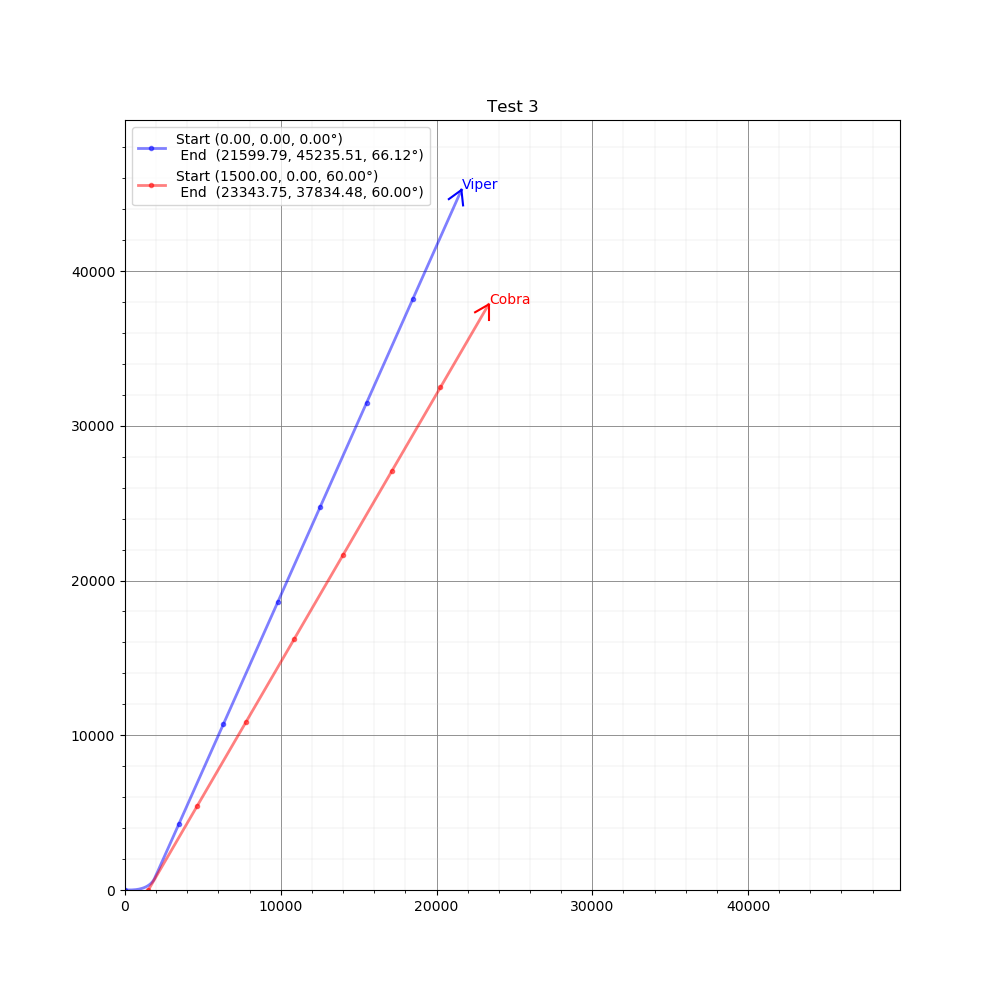 Test 3
Start (0.00, 0.00, 0.00°)
End  (21599.79, 45235.51, 66.12°)
Start (1500.00, 0.00, 60.00°)
End  (23343.75, 37834.48, 60.00°)
Viper
Cobra
40000
30000
20000
10000
0
0
10000
20000
30000
40000